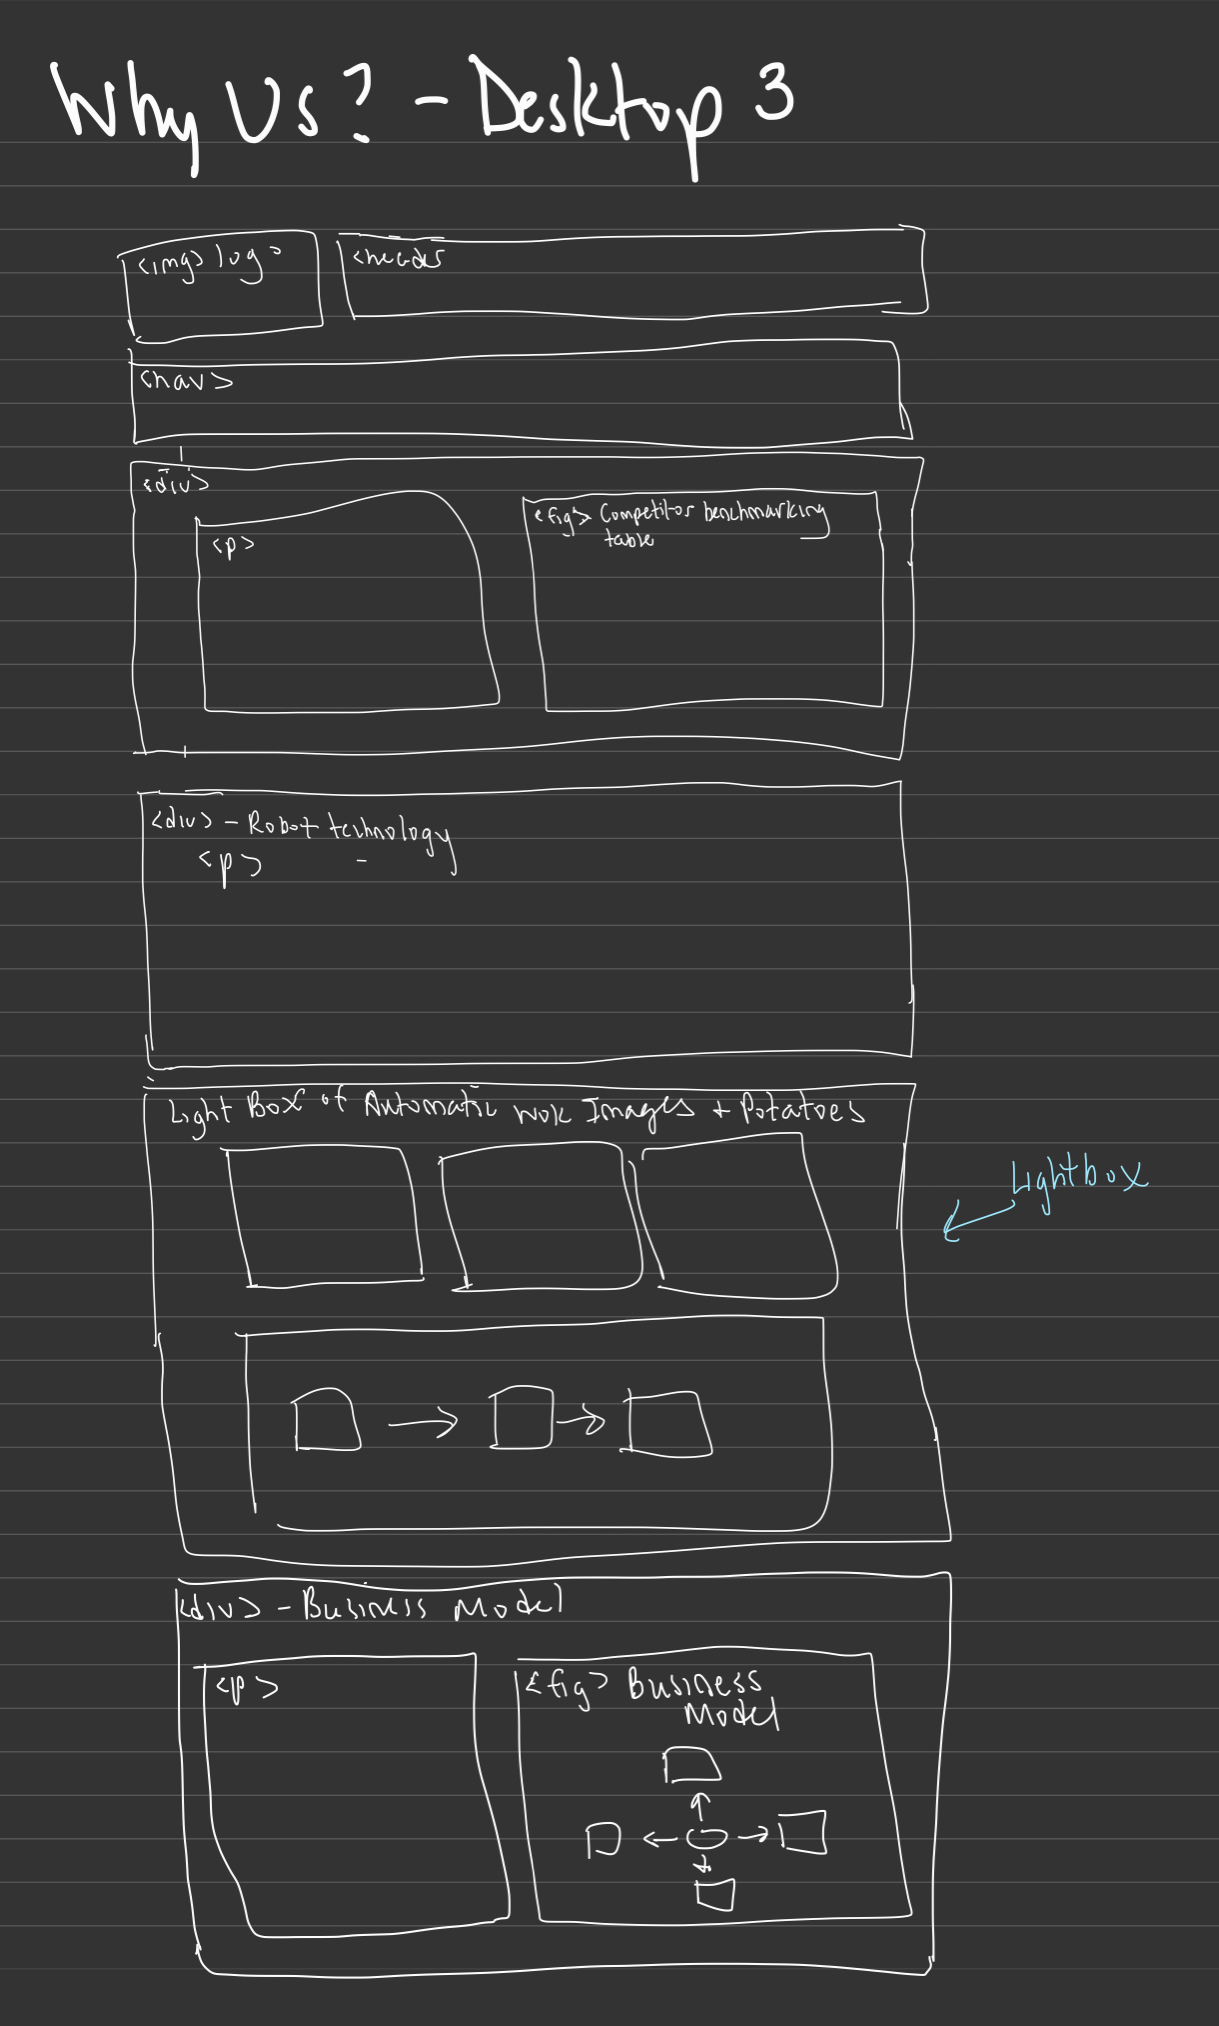 Why Us? - Desktop 3
<img> logo
<header
<nav>
<div>
<p>
<fig> Competitor benchmarking
table
<div> - Robot technology
<p> -
Light Box of Automatic Wok Images + Potatoes
Lightbox
<div> - Business Model
<p>
<fig> Business
Model